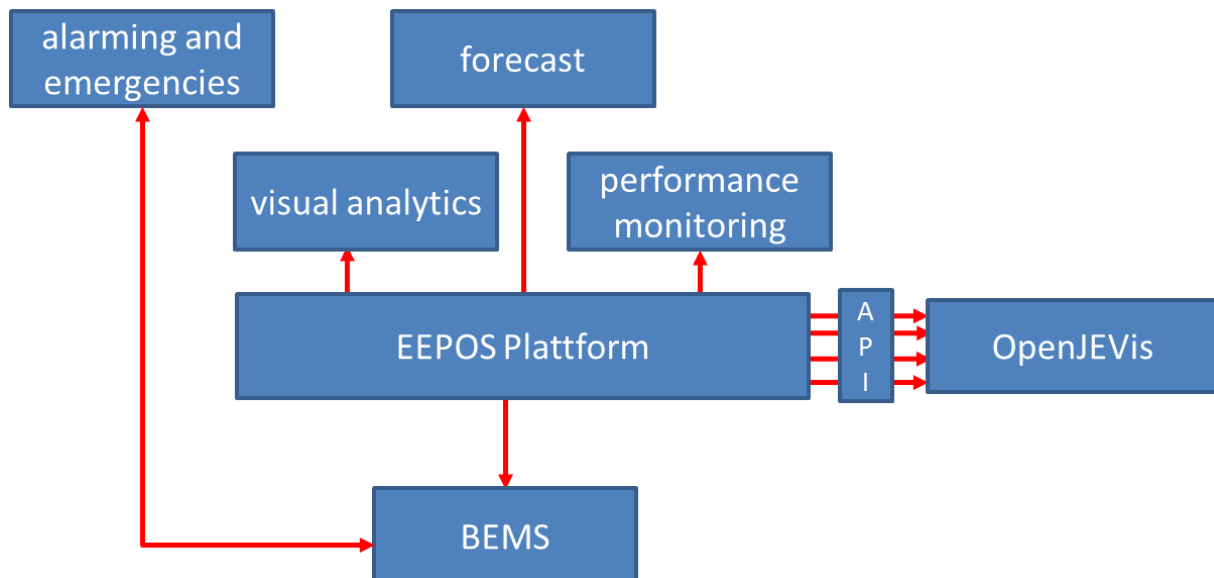 alarming and
emergencies
forecast
visual analytics
performance
monitoring
EEPOS Plattform
A
P
I
OpenJEVis
BEMS